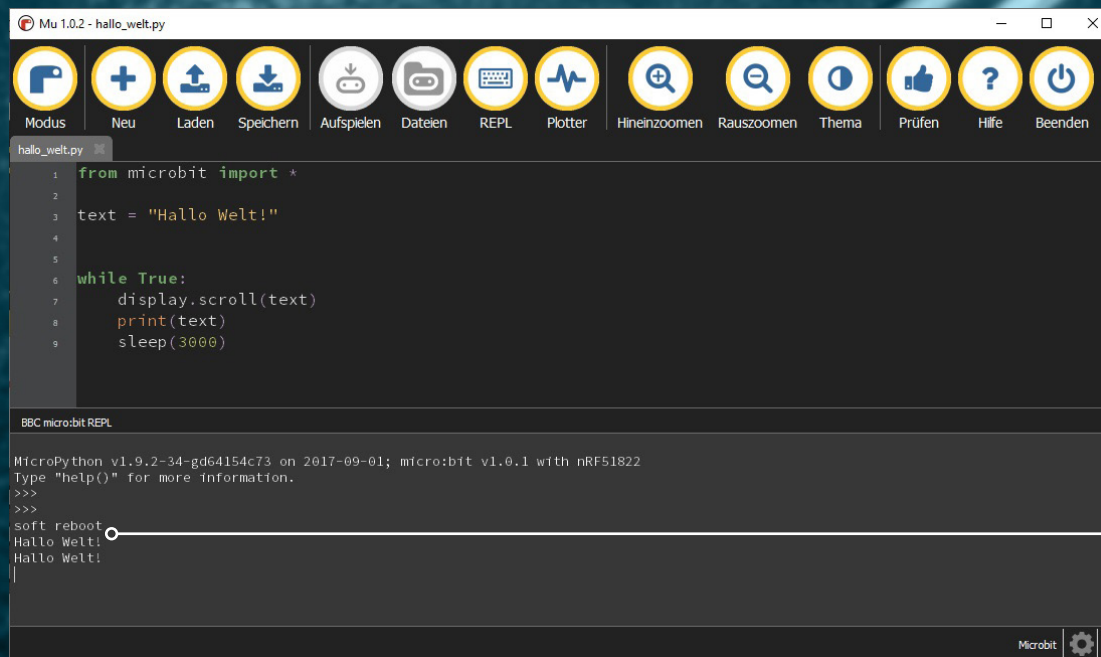 Mu 1.0.2 - hallo_welt.py
Modus Neu Laden Speichern Aufspielen Dateien REPL Plotter Hineinzoomen Rauszoomen Thema Prüfen Hilfe Beenden
hallo_welt.py
1 from microbit import *
2
3 text = "Hallo Welt!"
4
5
6 while True:
7 display.scroll(text)
8 print(text)
9 sleep(3000)
BBC micro:bit REPL
MicroPython v1.9.2-34-gd64154c73 on 2017-09-01; micro:bit v1.0.1 with nRF51822
Type "help()" for more information.
>>>
>>>
soft reboot
Hallo Welt!
Hallo Welt!
Microbit